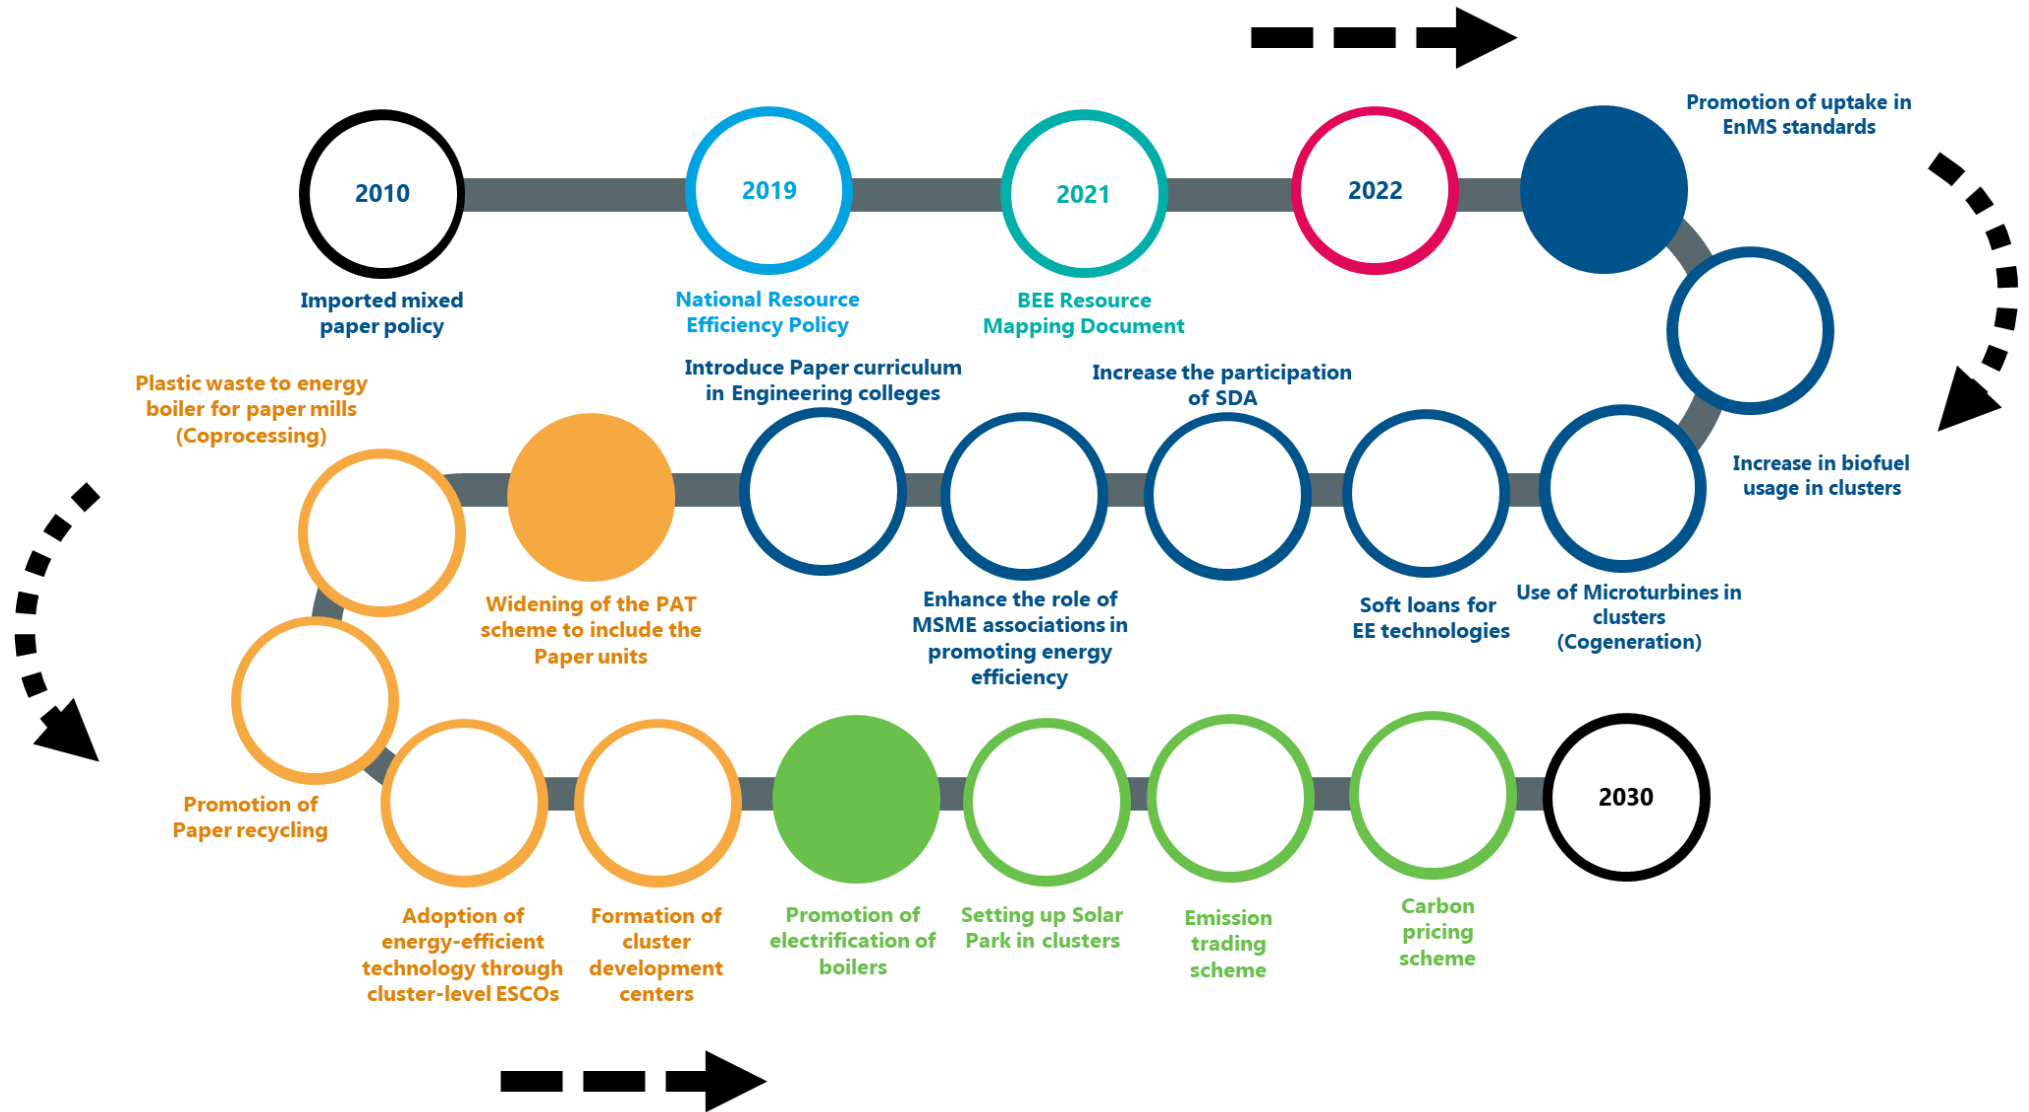 Promotion of uptake in
EnMS standards
2010
2019
2021
2022
Imported mixed
paper policy
National Resource
Efficiency Policy
BEE Resource
Mapping Document
Increase in biofuel
usage in clusters
Use of Microturbines in
clusters
(Cogeneration)
Soft loans for
EE technologies
Increase the participation
of SDA
Enhance the role of
MSME associations in
promoting energy
efficiency
Introduce Paper curriculum
in Engineering colleges
Widening of the PAT
scheme to include the
Paper units
Plastic waste to energy
boiler for paper mills
(Coprocessing)
Promotion of
Paper recycling
Adoption of
energy-efficient
technology through
cluster-level ESCOs
Formation of
cluster
development
centers
Promotion of
electrification of
boilers
Setting up Solar
Park in clusters
Emission
trading
scheme
Carbon
pricing
scheme
2030